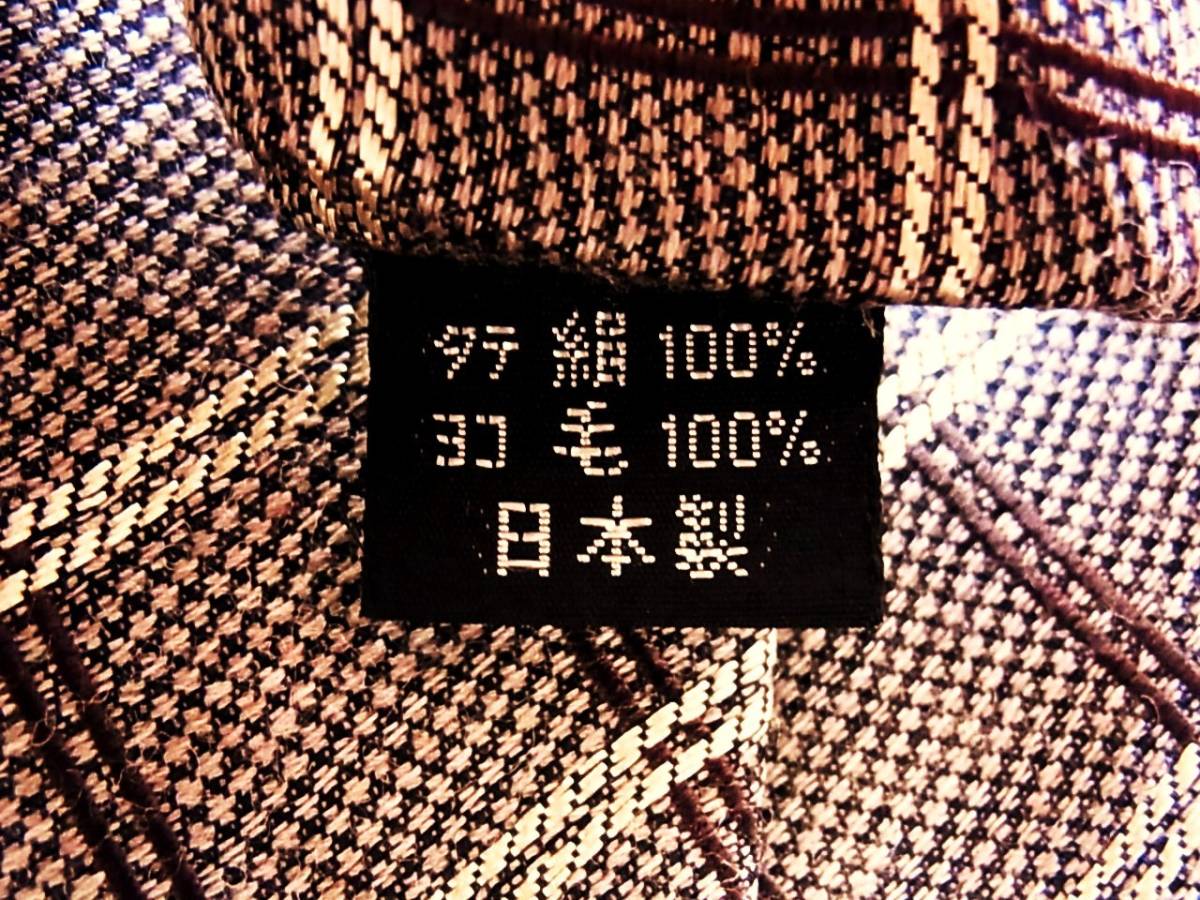 タテ 絹 100%
ヨコ 毛 100%
日本製